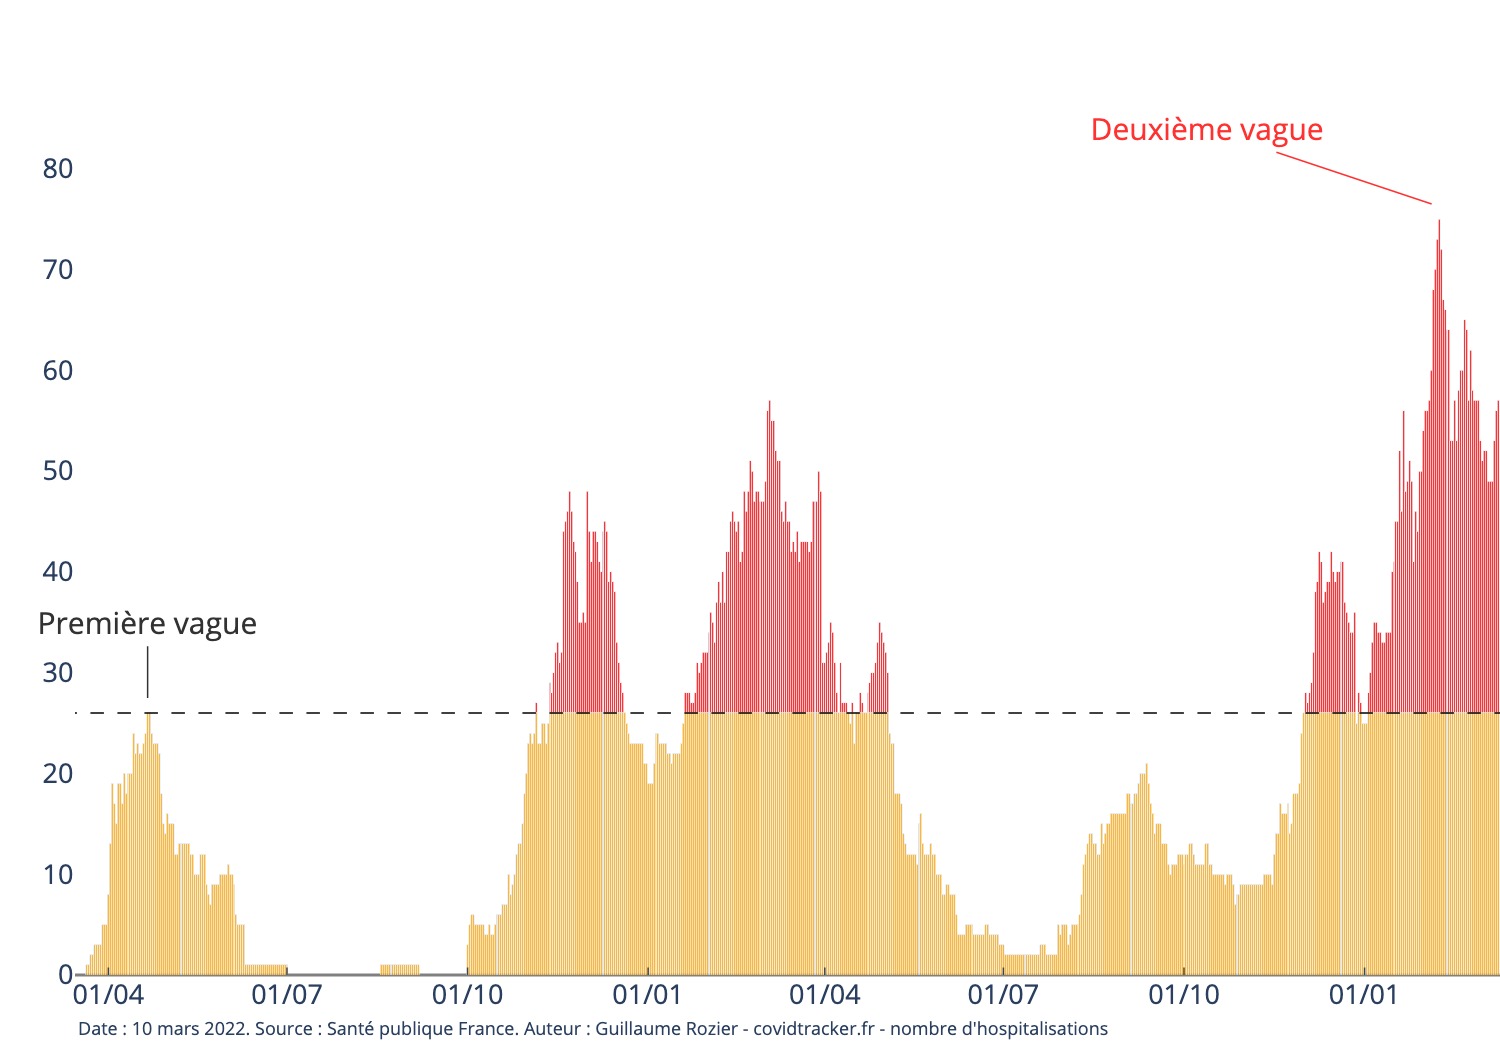 Deuxième vague
80
70
60
50
40
Première vague
30
20
10
0
01/04 01/07 01/10 01/01 01/04 01/07 01/10 01/01
Date : 10 mars 2022. Source : Santé publique France. Auteur : Guillaume Rozier - covidtracker.fr - nombre d'hospitalisations